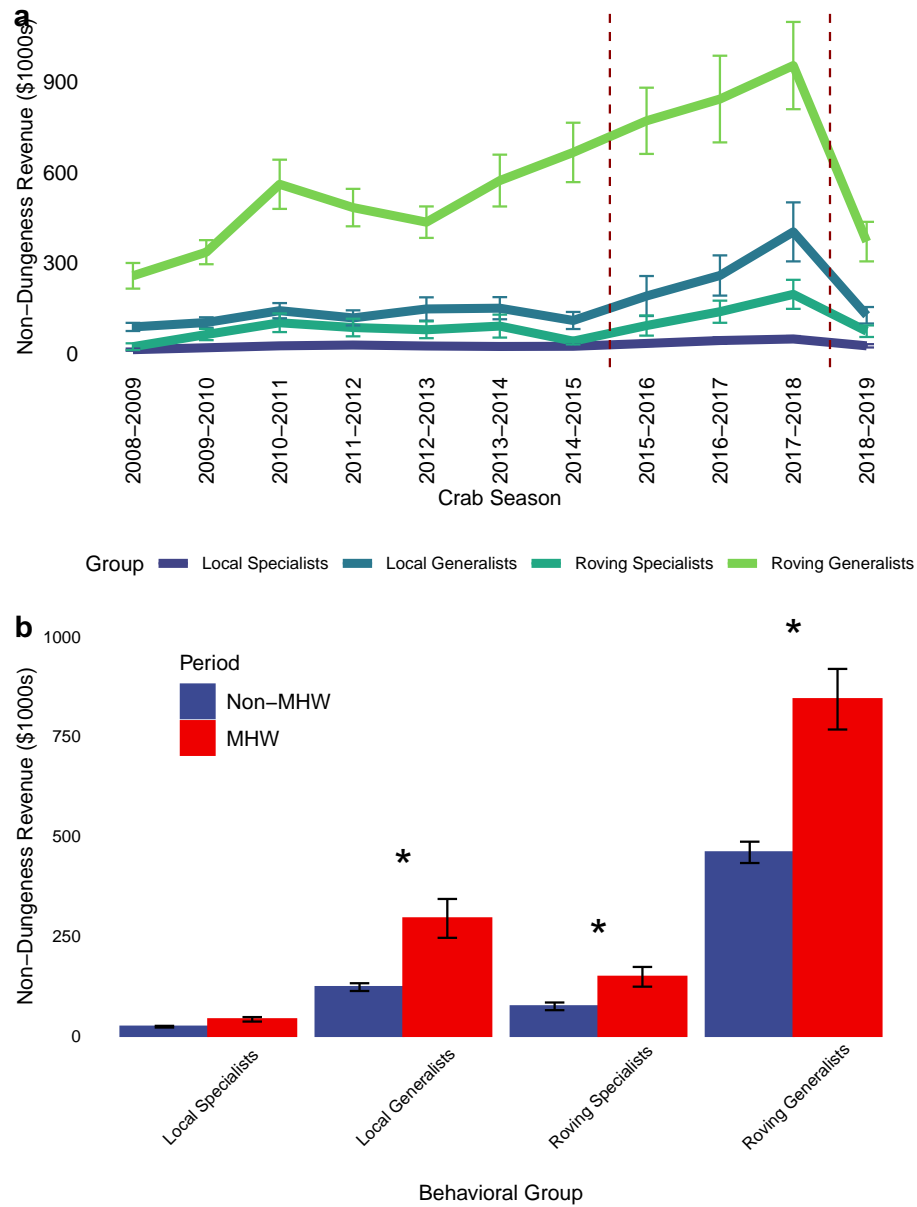 a
Non−Dungeness Revenue ($1000s)
900
600
300
0
2008−2009
2009−2010
2010−2011
2011−2012
2012−2013
2013−2014
2014−2015
2015−2016
2016−2017
2017−2018
2018−2019
Crab Season
Group Local Specialists Local Generalists Roving Specialists Roving Generalists
b
Non−Dungeness Revenue ($1000s)
1000
750
500
250
0
Period
Non−MHW
MHW
*
*
*
Local Specialists
Local Generalists
Roving Specialists
Roving Generalists
Behavioral Group